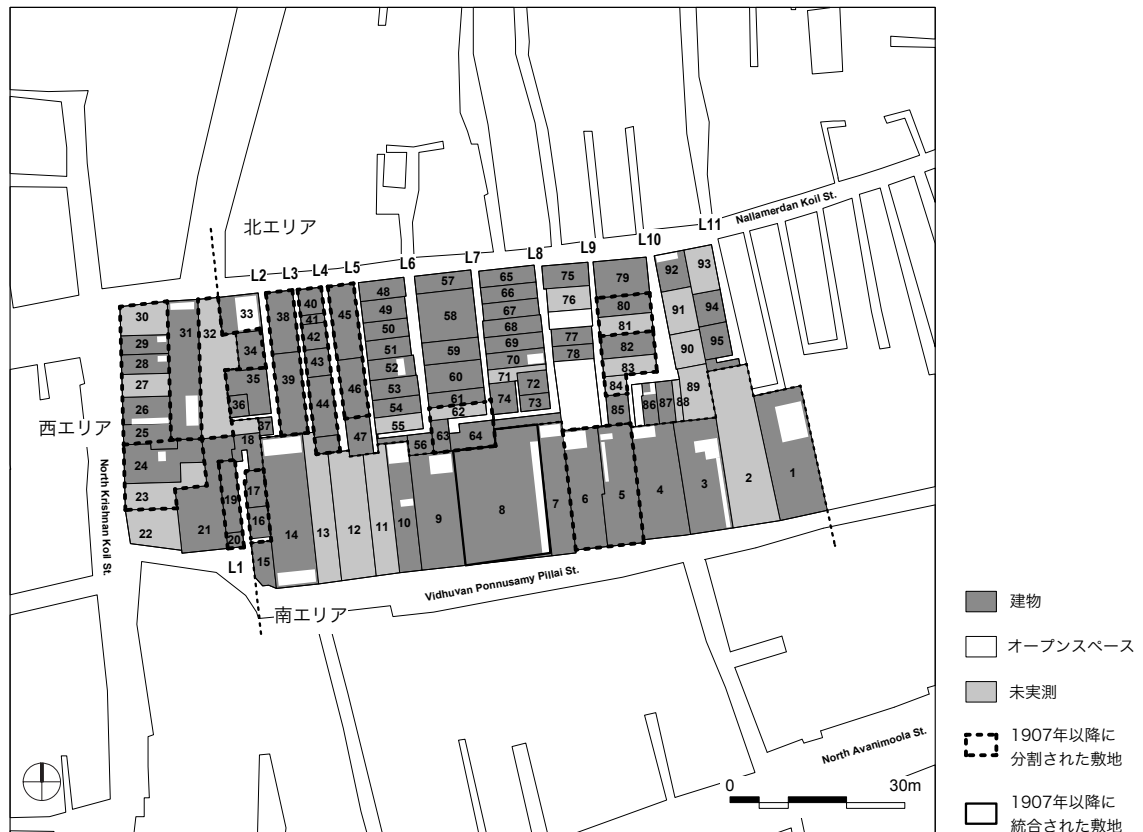 北エリア
Nallamerdan Koil St.
L2 L3 L4 L5 L6 L7 L8 L9 L10 L11
30 29 28 27 26 25 24 23 22
31 32 33 34 35 36 37 18
19 20 21 17 16 15
38 39 40 41 42 43 44 45 46 47
48 49 50 51 52 53 54 55 56
57 58 59 60 61 62 63 64
65 66 67 68 69 70 71 72 73 74
75 76 77 78
79 80 81 82 83 84 85
86 87 88 89 90 91 92 93 94 95
14 13 12 11 10 9 8 7 6 5 4 3 2 1
西エリア
North Krishnan Koil St.
L1
南エリア
Vidhuvan Ponnusamy Pillai St.
North Avanimoola St.
0 30m
建物
オープンスペース
未実測
1907年以降に
分割された敷地
1907年以降に
統合された敷地